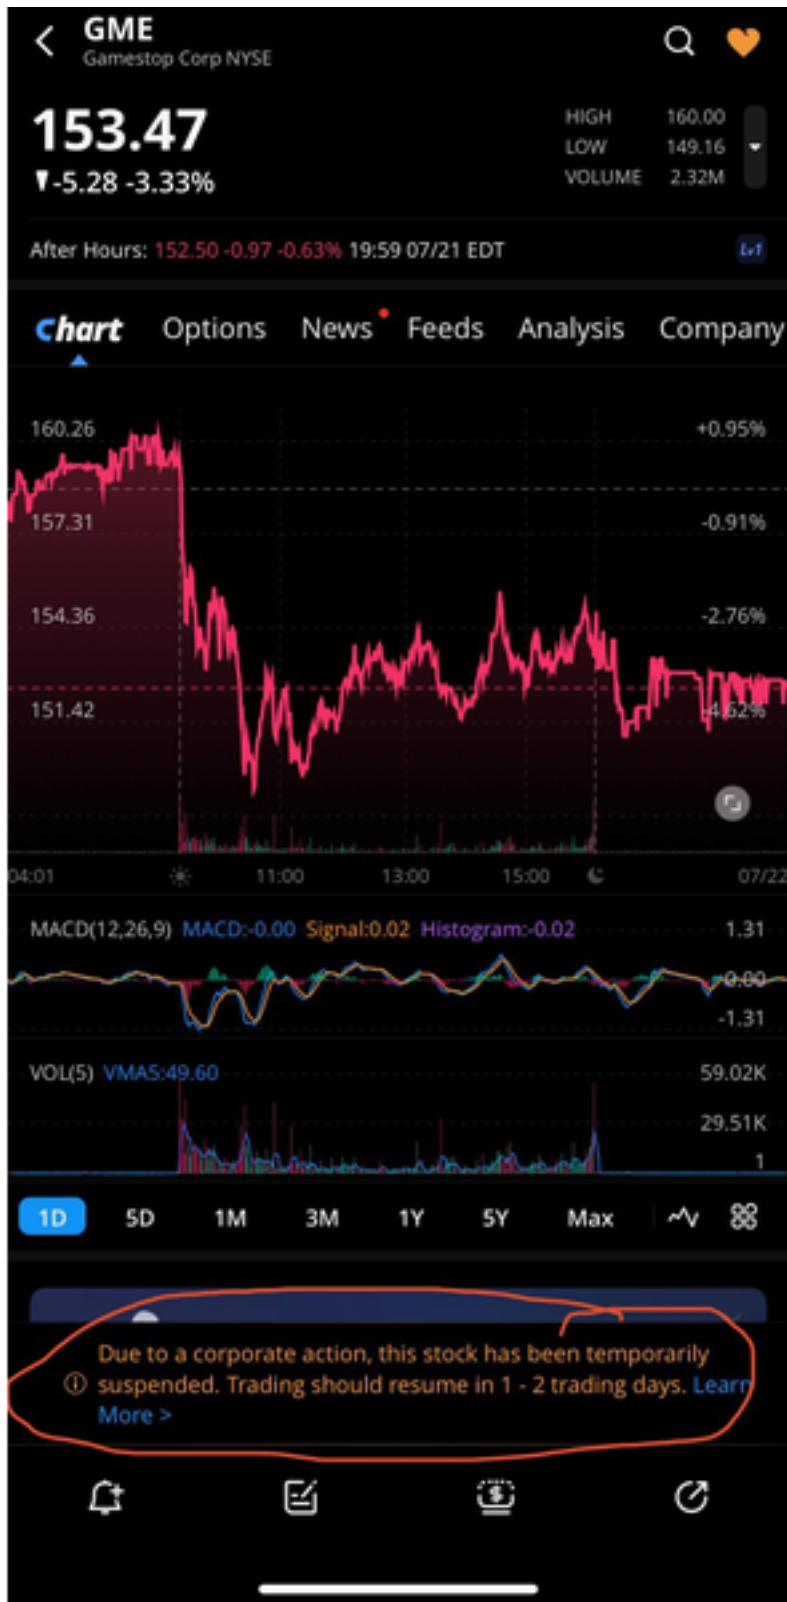 GME
Gamestop Corp NYSE
153.47
-5.28 -3.33%
HIGH 160.00
LOW 149.16
VOLUME 2.32M
After Hours: 152.50 -0.97 -0.63% 19:59 07/21 EDT
Lv1
Chart Options News Feeds Analysis Company
160.26 +0.95%
157.31 -0.91%
154.36 -2.76%
151.42 -4.62%
04:01 11:00 13:00 15:00 07/22
MACD(12,26,9) MACD:-0.00 Signal:0.02 Histogram:-0.02 1.31
-0.00
-1.31
VOL(5) VMA5:49.60 59.02K
29.51K
1
1D 5D 1M 3M 1Y 5Y Max
Due to a corporate action, this stock has been temporarily
suspended. Trading should resume in 1 - 2 trading days. Learn
More >